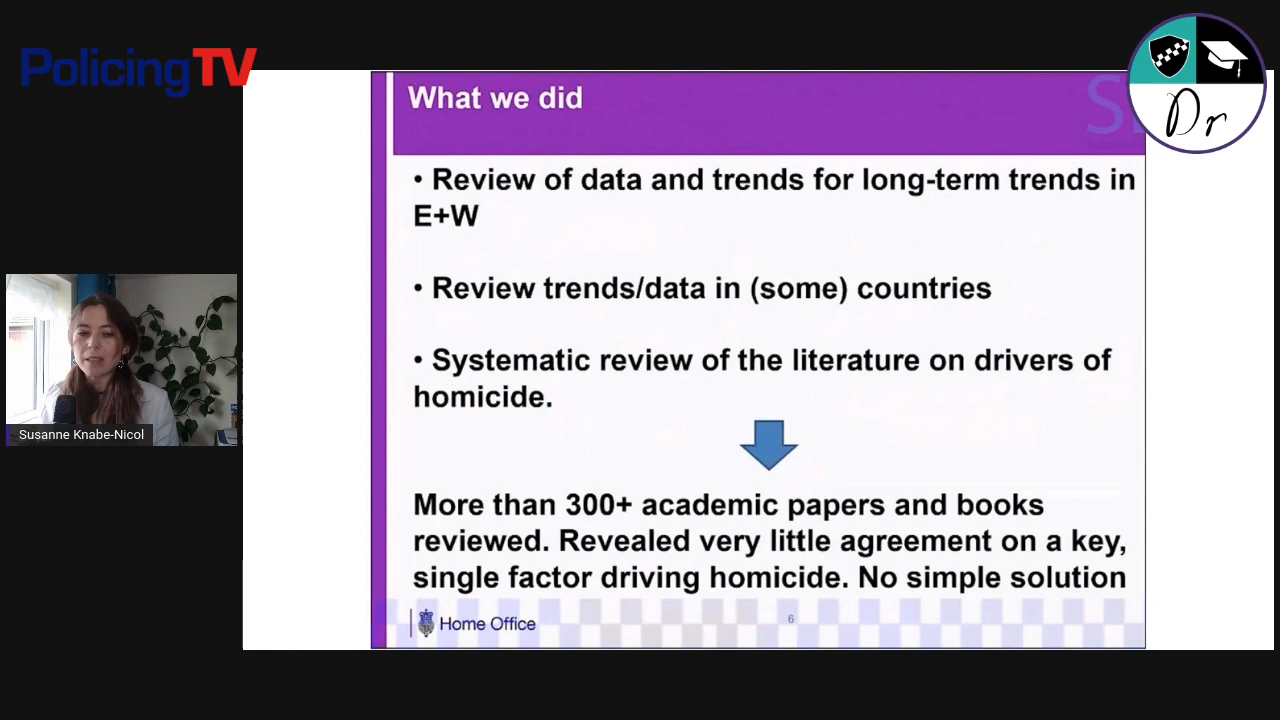 PolicingTV
What we did
Dr
• Review of data and trends for long-term trends in
E+W
• Review trends/data in (some) countries
• Systematic review of the literature on drivers of
homicide.
Susanne Knabe-Nicol
More than 300+ academic papers and books
reviewed. Revealed very little agreement on a key,
single factor driving homicide. No simple solution
Home Office
6